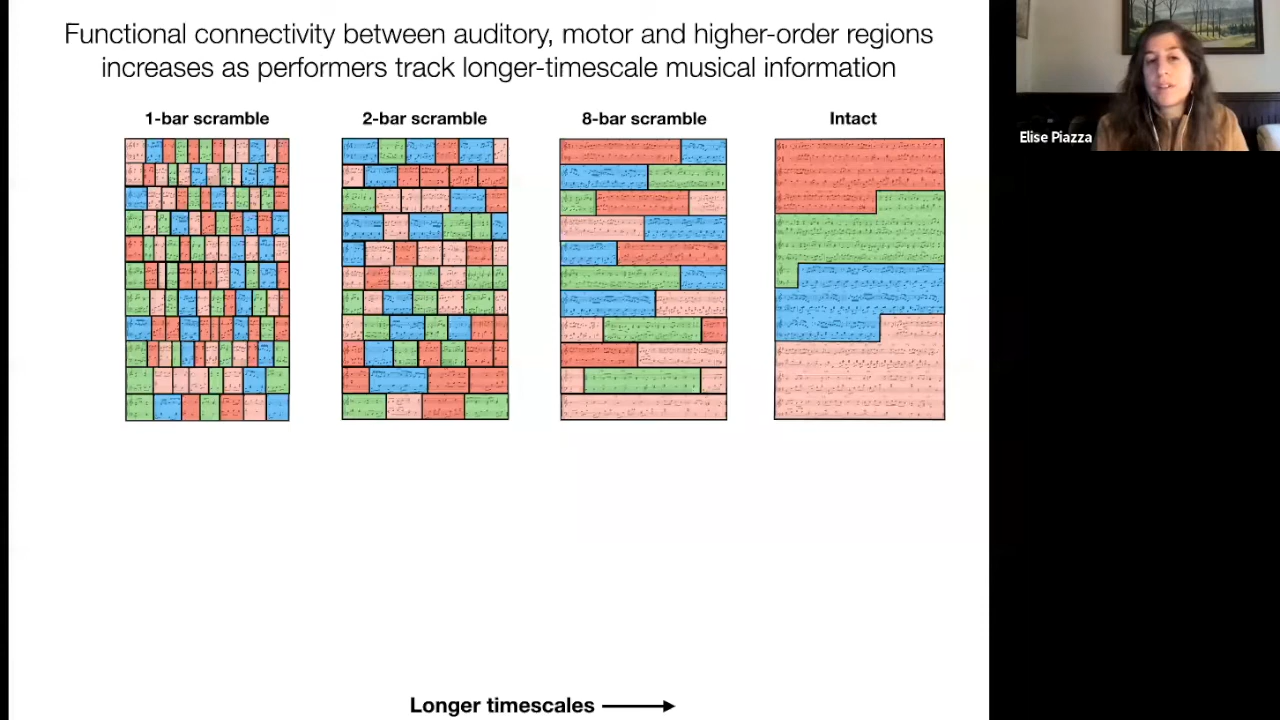 Functional connectivity between auditory, motor and higher-order regions
increases as performers track longer-timescale musical information
1-bar scramble
2-bar scramble
8-bar scramble
Intact
Elise Piazza
Longer timescales